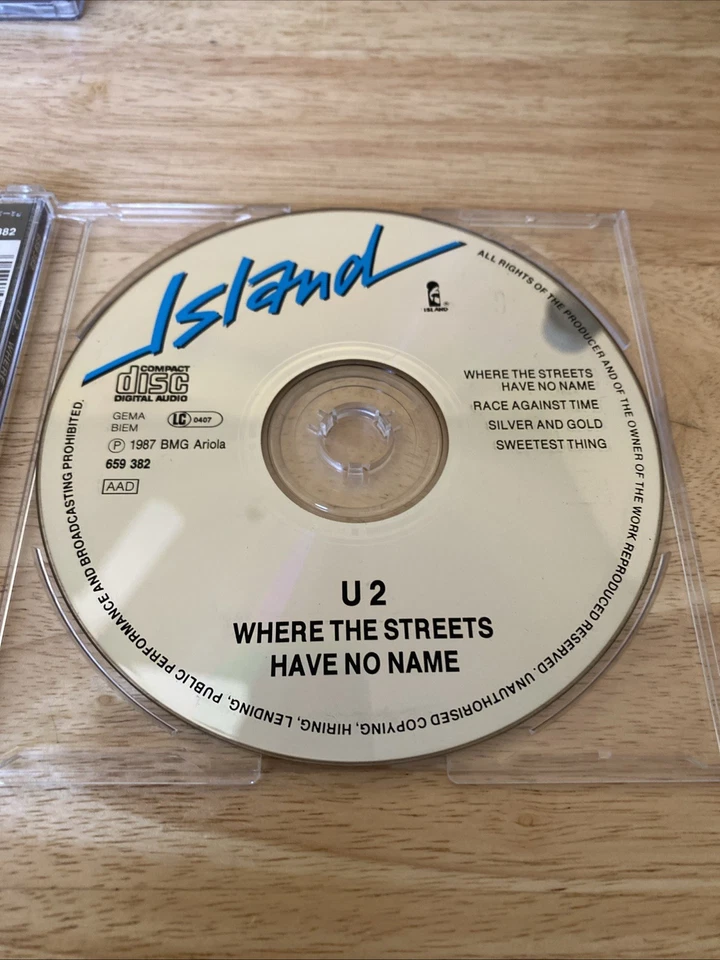 Island
ISLAND
ALL RIGHTS OF THE PRODUCER AND OF THE OWNER OF THE WORK REPRODUCED RESERVED. UNAUTHORISED COPYING, HIRING, LENDING, PUBLIC PERFORMANCE AND BROADCASTING PROHIBITED.
COMPACT
disc
DIGITAL AUDIO
GEMA
BIEM
LC 0407
Ⓟ 1987 BMG Ariola
659 382
AAD
WHERE THE STREETS
HAVE NO NAME
RACE AGAINST TIME
SILVER AND GOLD
SWEETEST THING
U2
WHERE THE STREETS
HAVE NO NAME
382